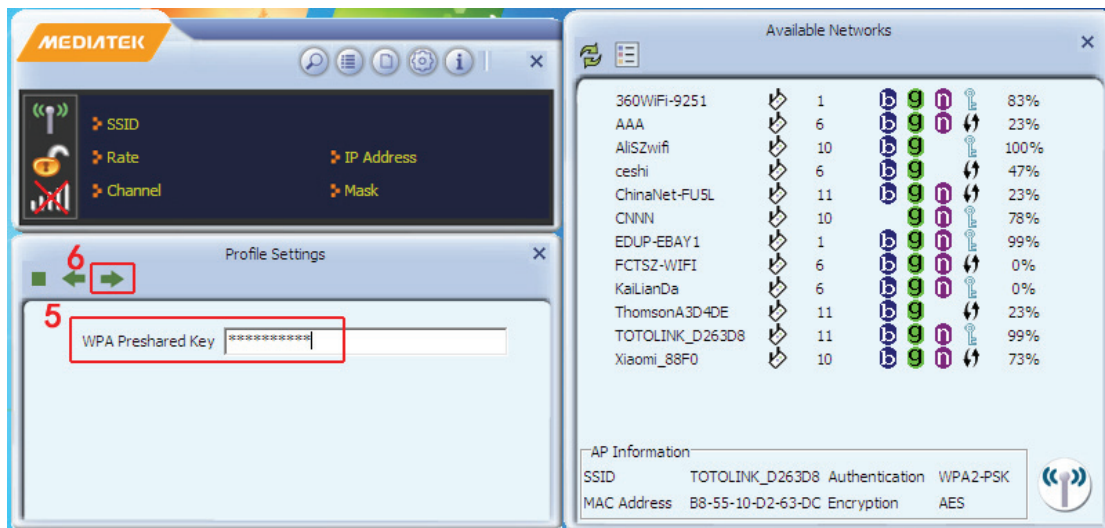 MEDIATEK
SSID
Rate
IP Address
Channel
Mask
6
Profile Settings
5
WPA Preshared Key **********
Available Networks
360WiFi-9251 1 b g n 83%
AAA 6 b g n 23%
AliSZwifi 10 b g 100%
ceshi 6 b g 47%
ChinaNet-FU5L 11 b g n 23%
CNNN 10 g n 78%
EDUP-EBAY1 1 b g n 99%
FCTSZ-WIFI 6 b g n 0%
KaiLianDa 6 b g n 0%
ThomsonA3D4DE 11 b g 23%
TOTOLINK_D263D8 11 b g n 99%
Xiaomi_88F0 10 b g n 73%
AP Information
SSID TOTOLINK_D263D8 Authentication WPA2-PSK
MAC Address B8-55-10-D2-63-DC Encryption AES